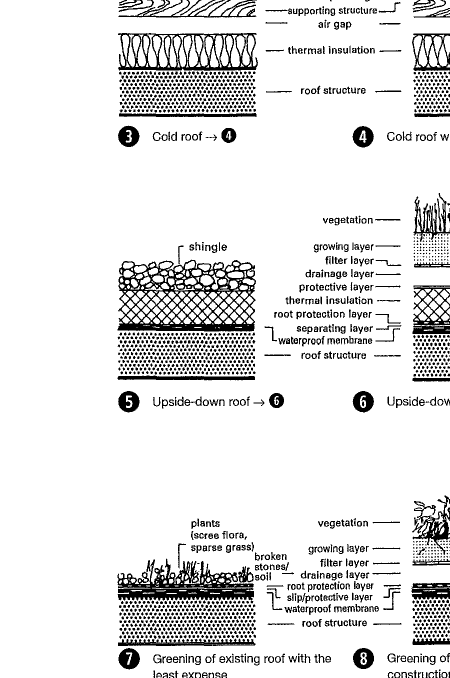 supporting structure
air gap
thermal insulation
roof structure
3 Cold roof → 4
4 Cold roof w
shingle
vegetation
growing layer
filter layer
drainage layer
protective layer
thermal insulation
root protection layer
separating layer
waterproof membrane
roof structure
5 Upside-down roof → 6
6 Upside-dow
plants
(scree flora,
sparse grass)
broken
stones/
soil
vegetation
growing layer
filter layer
drainage layer
root protection layer
slip/protective layer
waterproof membrane
roof structure
7 Greening of existing roof with the
least expense
8 Greening of
construction